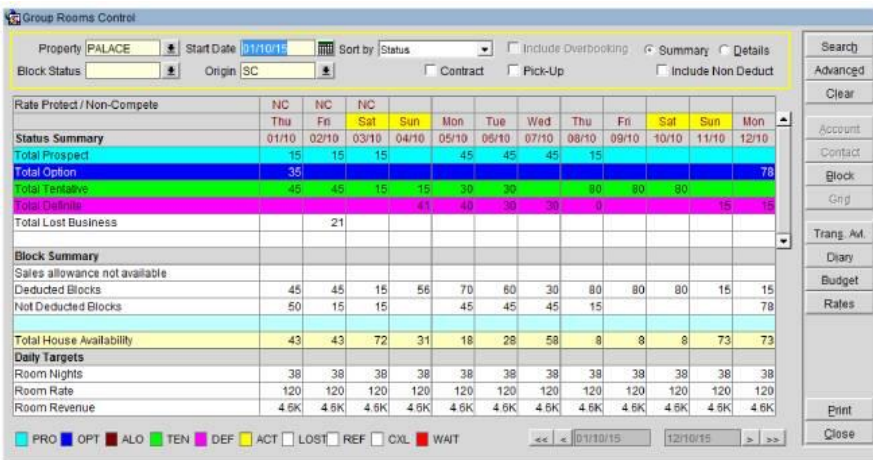 Group Rooms Control
Property PALACE Start Date 01/10/15 Sort by Status Include Overbooking Summary Details
Block Status Origin SC Contract Pick-Up Include Non Deduct
Search
Advanced
Clear
Account
Contact
Block
Grid
Trang. Avl.
Diary
Budget
Rates
Print
Close
Rate Protect / Non-Compete NC NC NC
Thu Fri Sat Sun Mon Tue Wed Thu Fri Sat Sun Mon
Status Summary 01/10 02/10 03/10 04/10 05/10 06/10 07/10 08/10 09/10 10/10 11/10 12/10
Total Prospect 15 15 15 45 45 45 15
Total Option 35 78
Total Tentative 45 45 15 15 30 30 80 80 80
Total Definite 41 40 30 30 0 15 15
Total Lost Business 21
Block Summary
Sales allowance not available
Deducted Blocks 45 45 15 56 70 60 30 80 80 80 15 15
Not Deducted Blocks 50 15 15 45 45 45 15 78
Total House Availability 43 43 72 31 18 28 58 8 8 8 73 73
Daily Targets
Room Nights 38 38 38 38 38 38 38 38 38 38 38 38
Room Rate 120 120 120 120 120 120 120 120 120 120 120 120
Room Revenue 4.6K 4.6K 4.6K 4.6K 4.6K 4.6K 4.6K 4.6K 4.6K 4.6K 4.6K 4.6K
PRO OPT ALO TEN DEF ACT LOST REF CXL WAIT << < 01/10/15 12/10/15 > >>